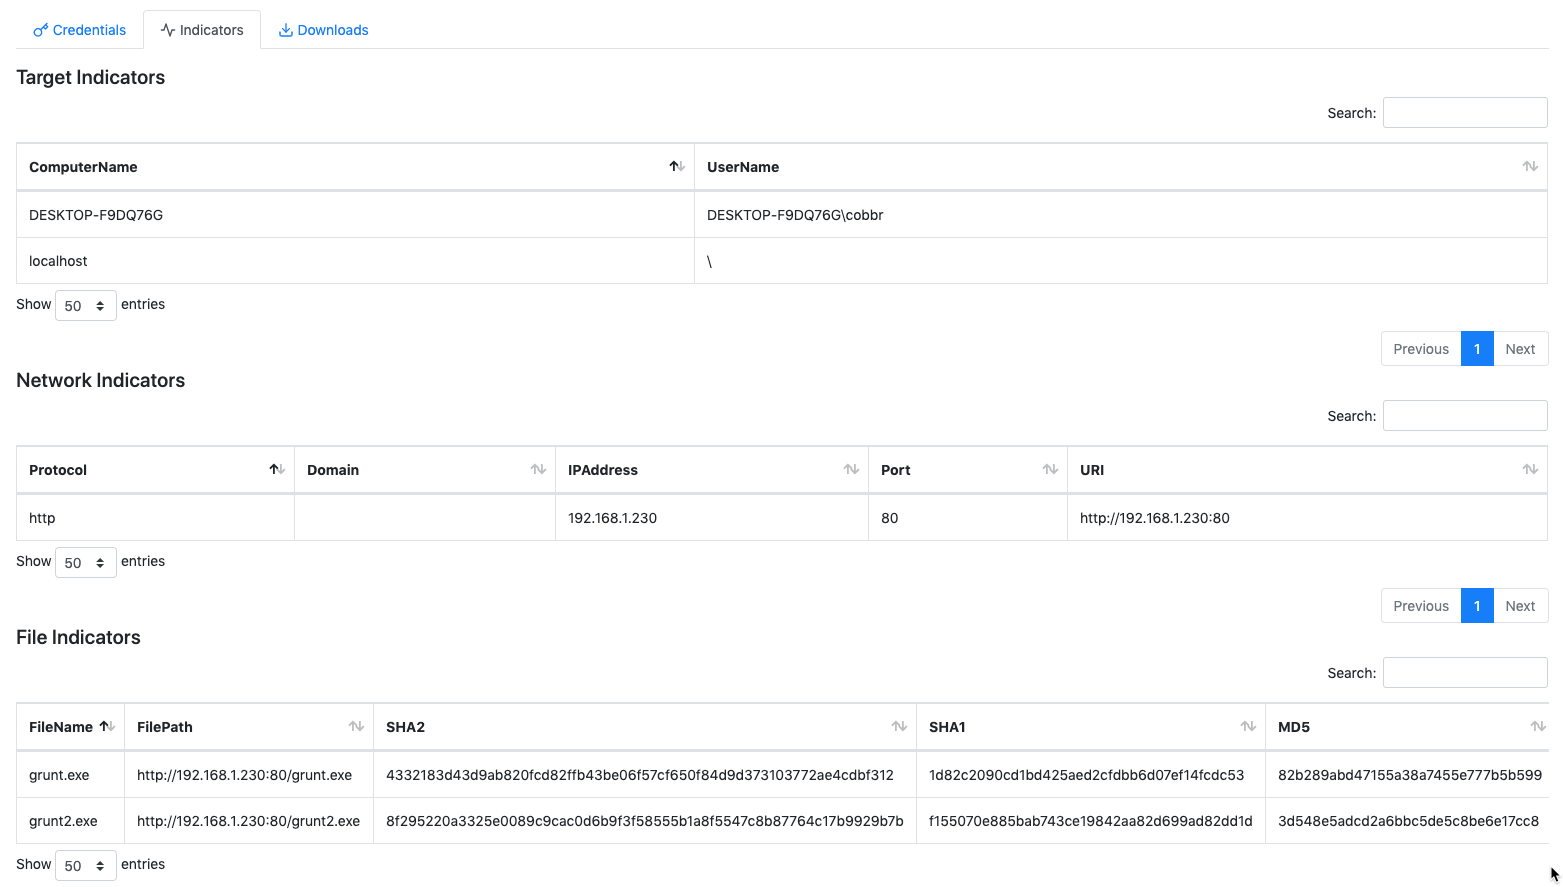 Credentials
Indicators
Downloads
Target Indicators
Search:
ComputerName UserName
DESKTOP-F9DQ76G DESKTOP-F9DQ76G\cobbr
localhost \
Show 50 entries
Previous 1 Next
Network Indicators
Search:
Protocol Domain IPAddress Port URI
http 192.168.1.230 80 http://192.168.1.230:80
Show 50 entries
Previous 1 Next
File Indicators
Search:
FileName FilePath SHA2 SHA1 MD5
grunt.exe http://192.168.1.230:80/grunt.exe 4332183d43d9ab820fcd82ffb43be06f57cf650f84d9d373103772ae4cdbf312 1d82c2090cd1bd425aed2cfdbb6d07ef14fcdc53 82b289abd47155a38a7455e777b5b599
grunt2.exe http://192.168.1.230:80/grunt2.exe 8f295220a3325e0089c9cac0d6b9f3f58555b1a8f5547c8b87764c17b9929b7b f155070e885bab743ce19842aa82d699ad82dd1d 3d548e5adcd2a6bbc5de5c8be6e17cc8
Show 50 entries